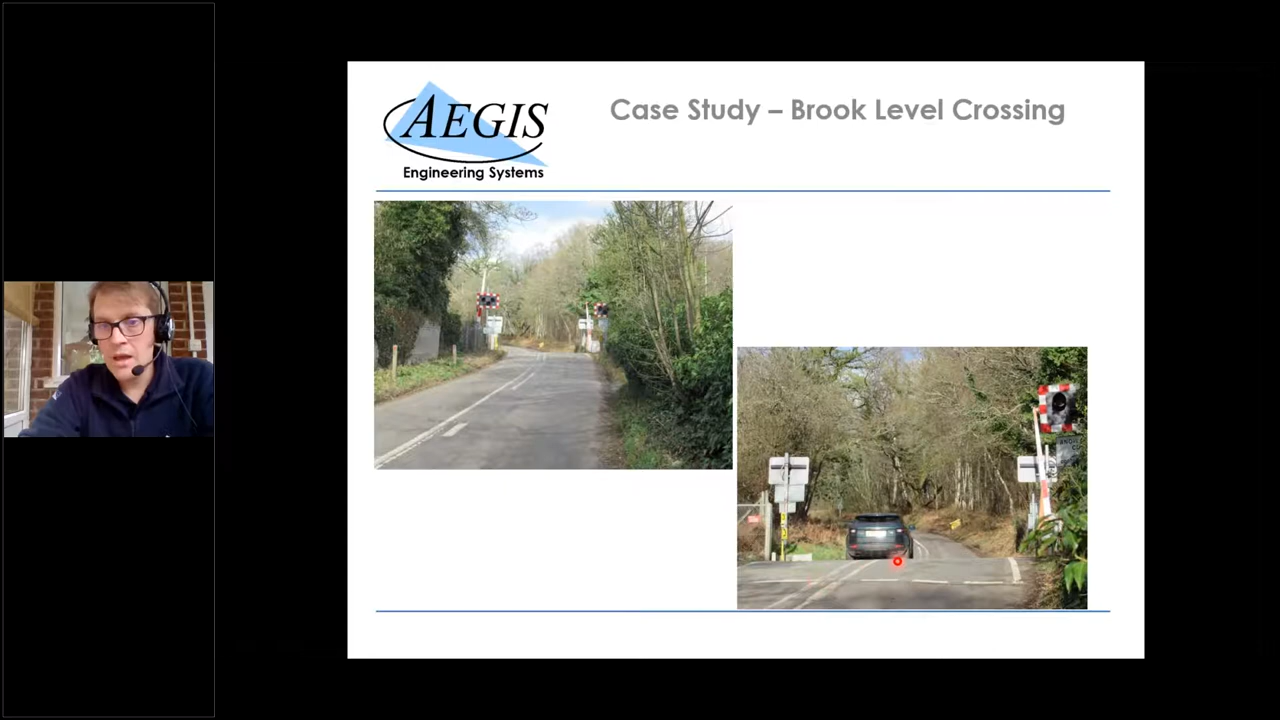 AEGIS
Engineering Systems
Case Study – Brook Level Crossing